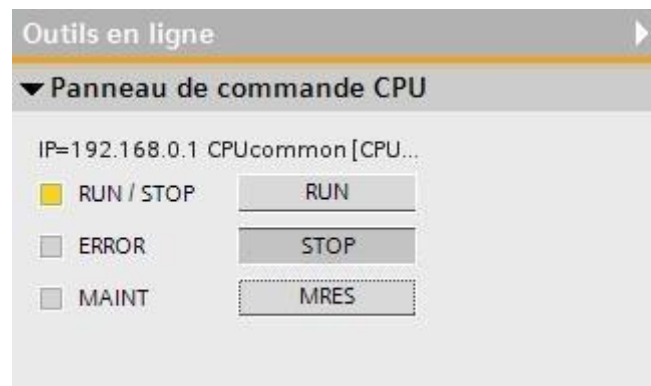 Outils en ligne
Panneau de commande CPU
IP=192.168.0.1 CPUcommon [CPU...
RUN / STOP RUN
ERROR STOP
MAINT MRES